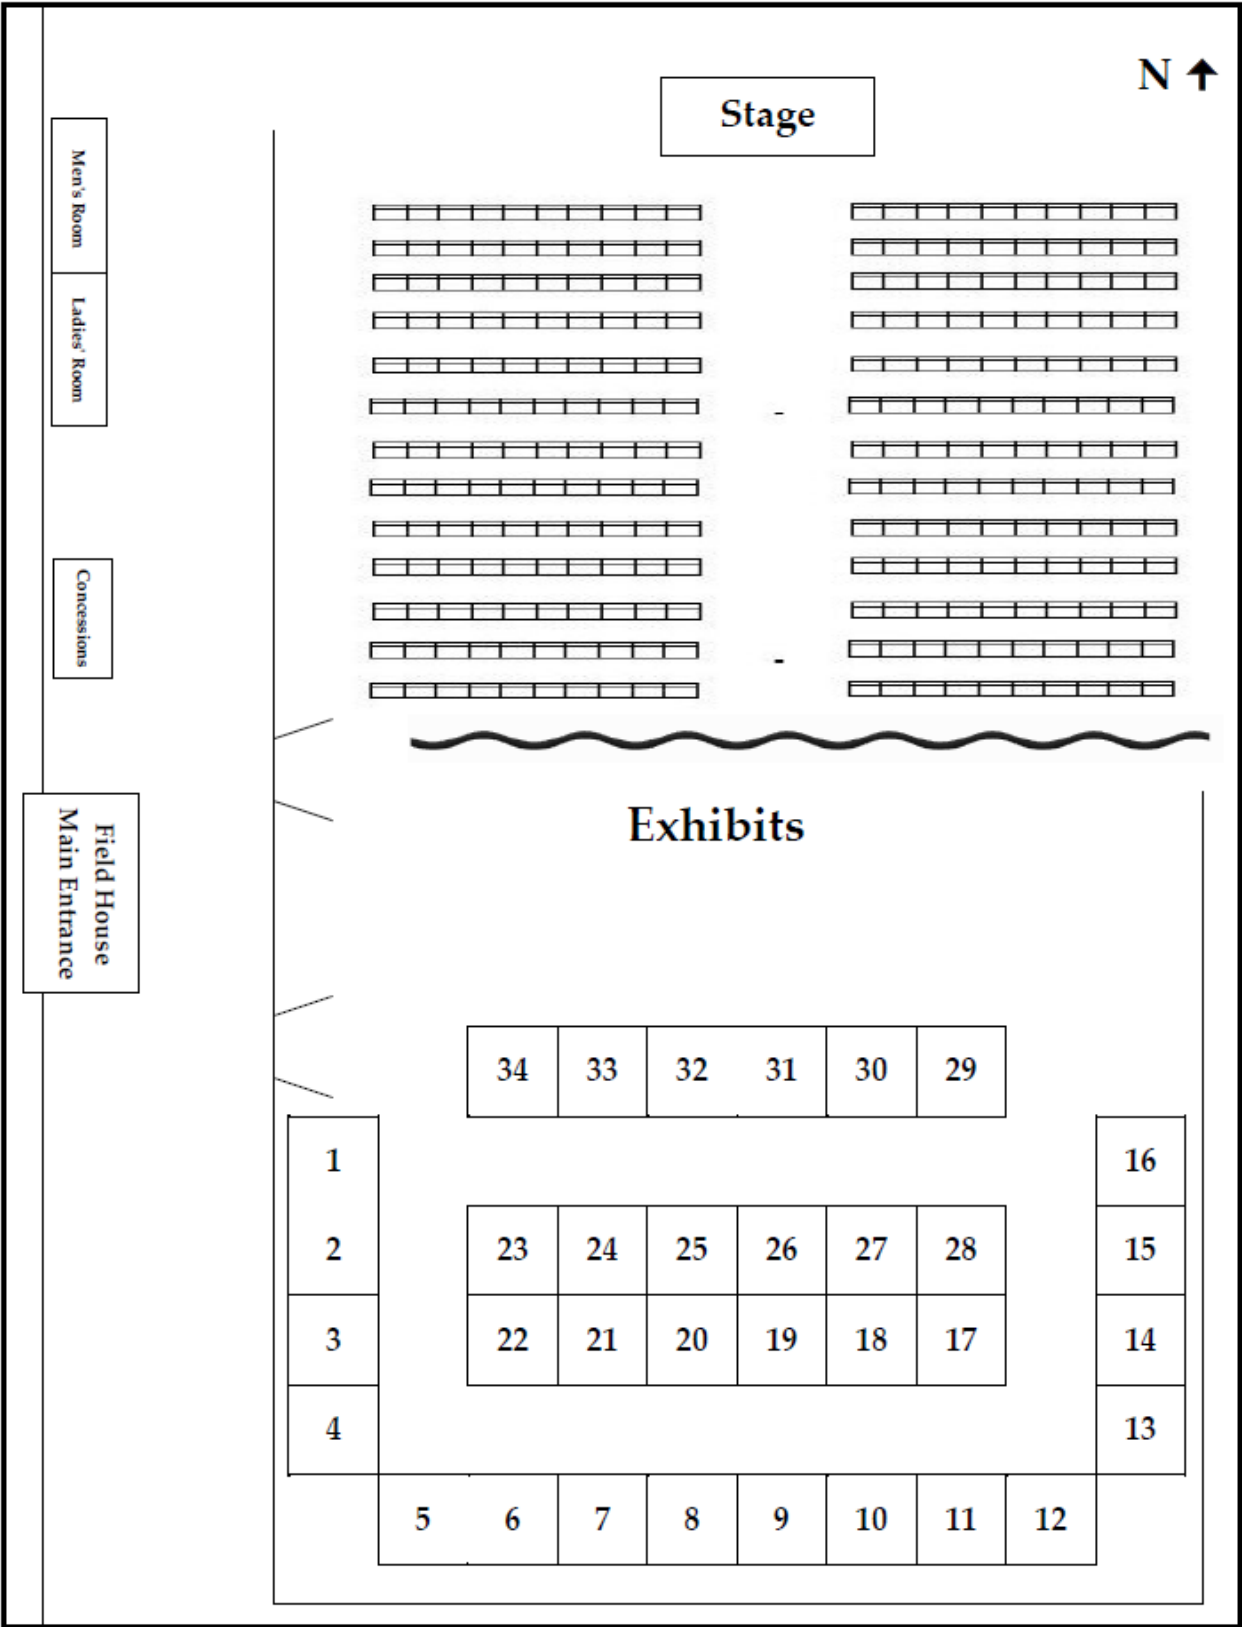 N
Stage
Men's Room
Ladies' Room
Concessions
Field House
Main Entrance
Exhibits
34 33 32 31 30 29
1 16
2 23 24 25 26 27 28 15
3 22 21 20 19 18 17 14
4 13
5 6 7 8 9 10 11 12